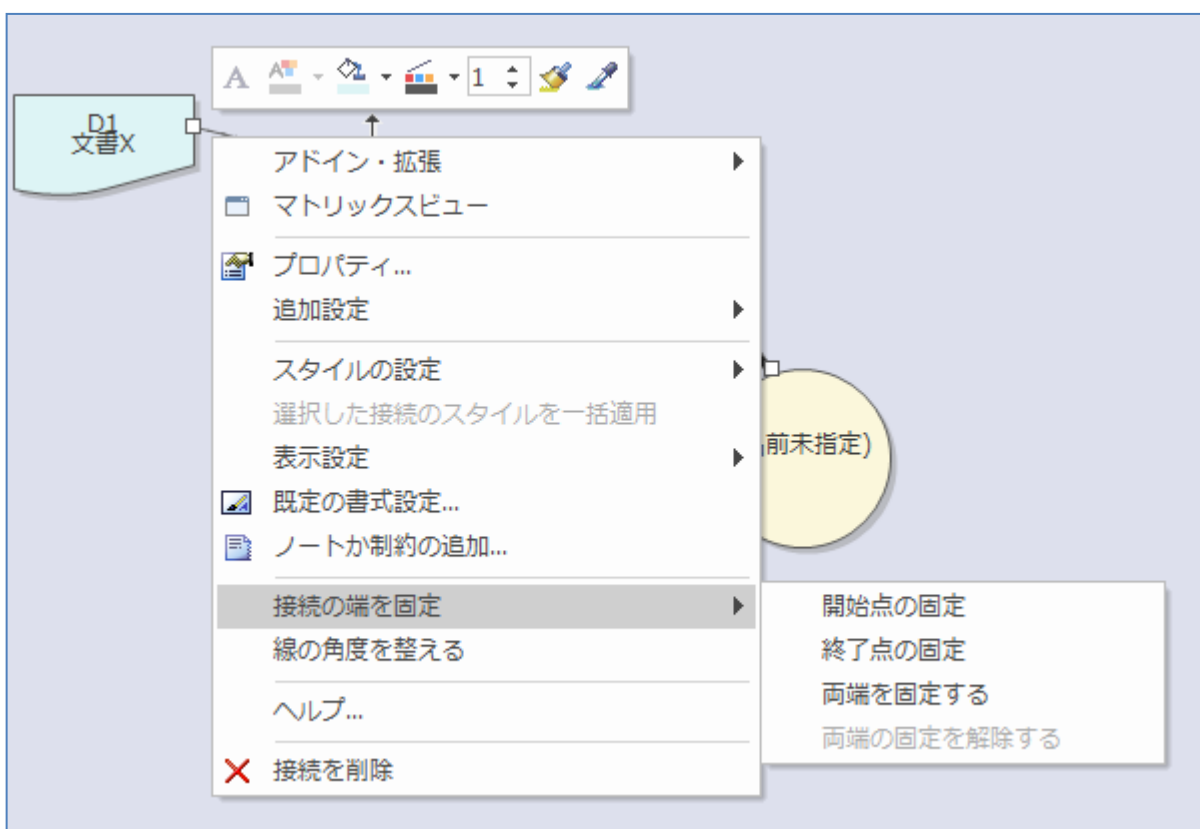 A A 1
D1
文書X
アドイン・拡張
マトリックスビュー
プロパティ...
追加設定
スタイルの設定
選択した接続のスタイルを一括適用
表示設定
前未指定)
既定の書式設定...
ノートか制約の追加...
接続の端を固定
開始点の固定
線の角度を整える
終了点の固定
両端を固定する
ヘルプ...
両端の固定を解除する
接続を削除